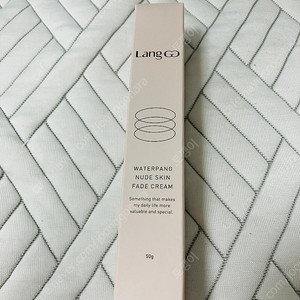 LangGO
WATERPANG
NUDE SKIN
FADE CREAM
Something that makes
my daily life more
valuable and special.
50g